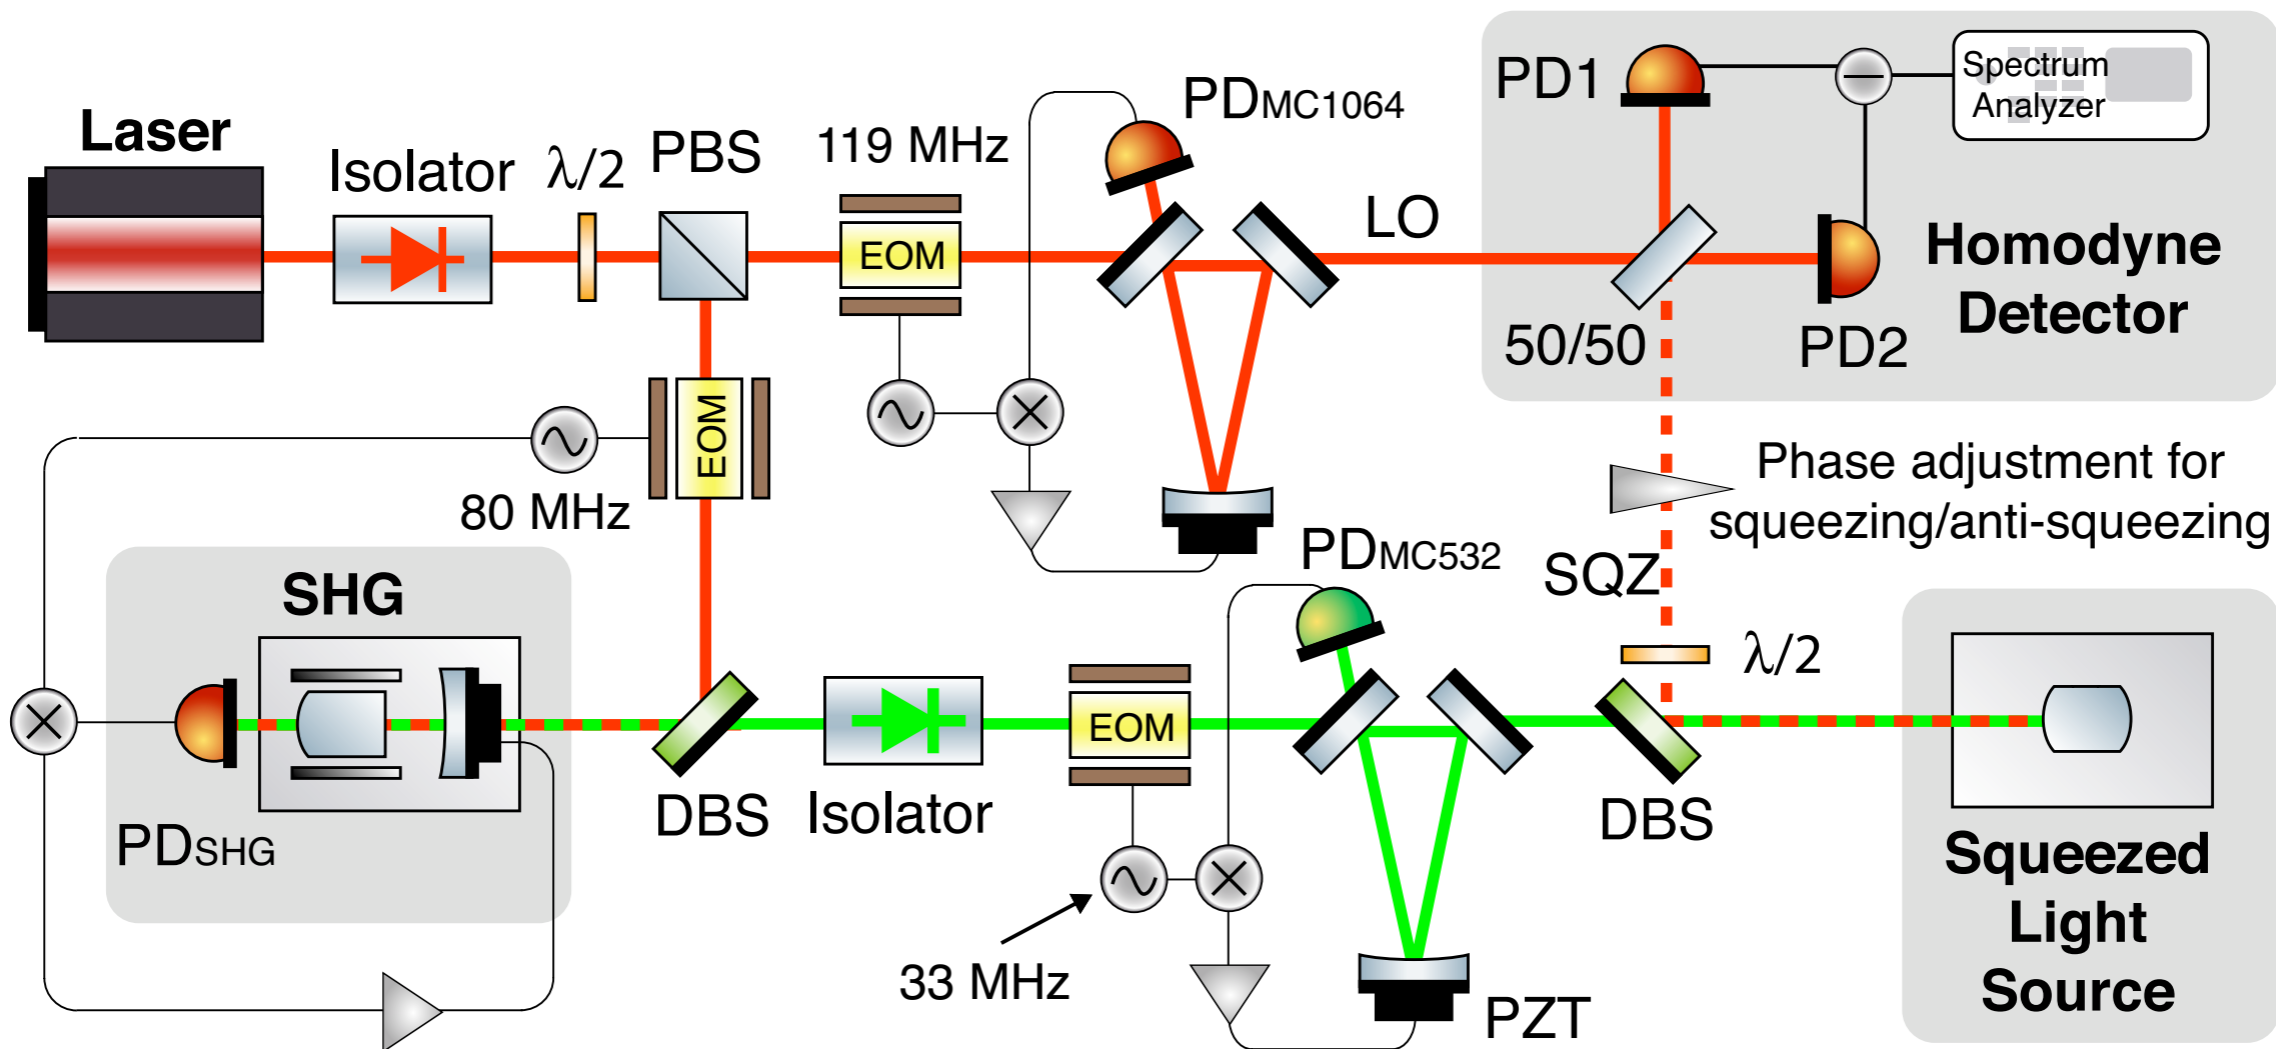 Laser
Isolator
λ/2
PBS
119 MHz
EOM
PDMC1064
LO
PD1
Spectrum
Analyzer
Homodyne
Detector
50/50
PD2
EOM
80 MHz
Phase adjustment for
squeezing/anti-squeezing
SQZ
λ/2
SHG
PDSHG
DBS
Isolator
EOM
33 MHz
PDMC532
PZT
DBS
Squeezed
Light
Source